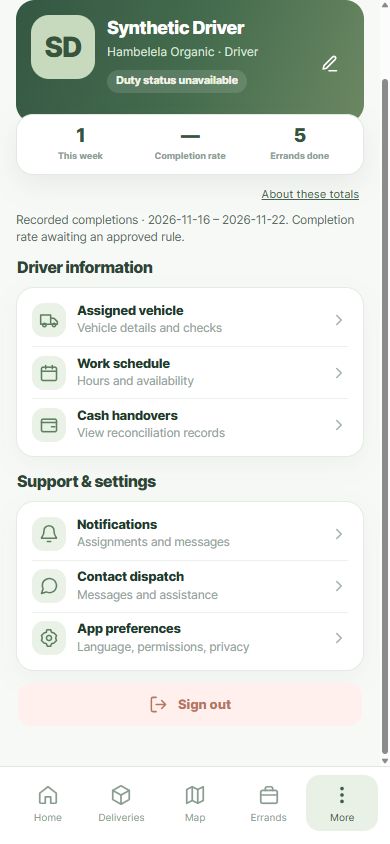 SD
Synthetic Driver
Hambelela Organic · Driver
Duty status unavailable
1
This week
—
Completion rate
5
Errands done
About these totals
Recorded completions · 2026-11-16 – 2026-11-22. Completion
rate awaiting an approved rule.
Driver information
Assigned vehicle
Vehicle details and checks
Work schedule
Hours and availability
Cash handovers
View reconciliation records
Support & settings
Notifications
Assignments and messages
Contact dispatch
Messages and assistance
App preferences
Language, permissions, privacy
Sign out
Home
Deliveries
Map
Errands
More